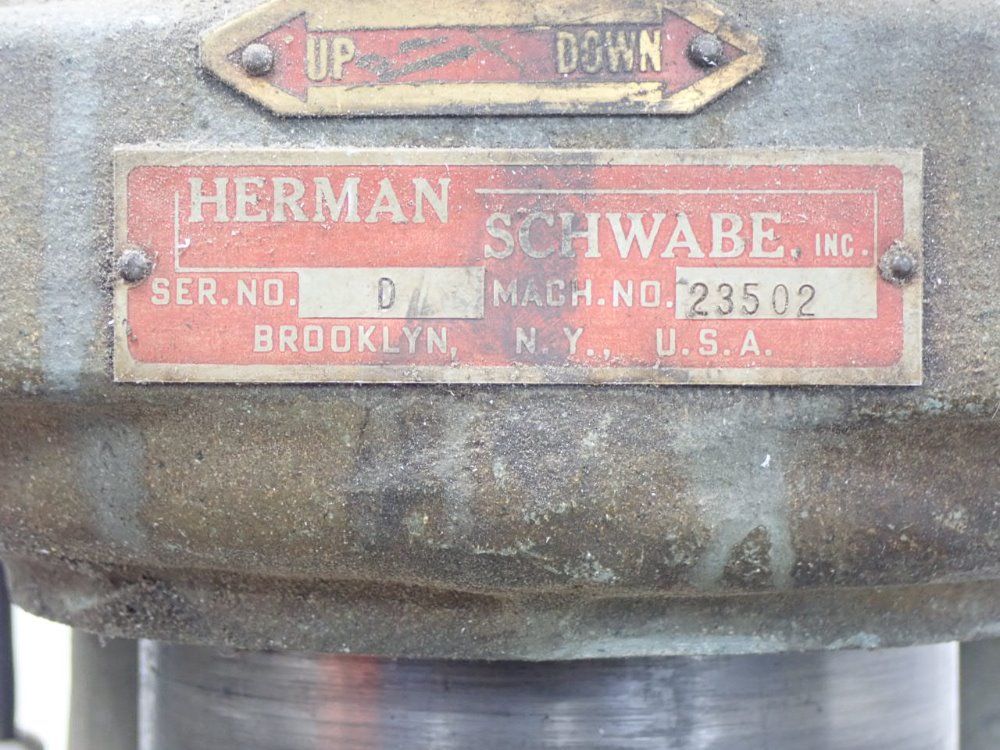 UP DOWN
HERMAN
SCHWABE, INC.
SER. NO. D MACH. NO. 23502
BROOKLYN, N. Y., U.S.A.